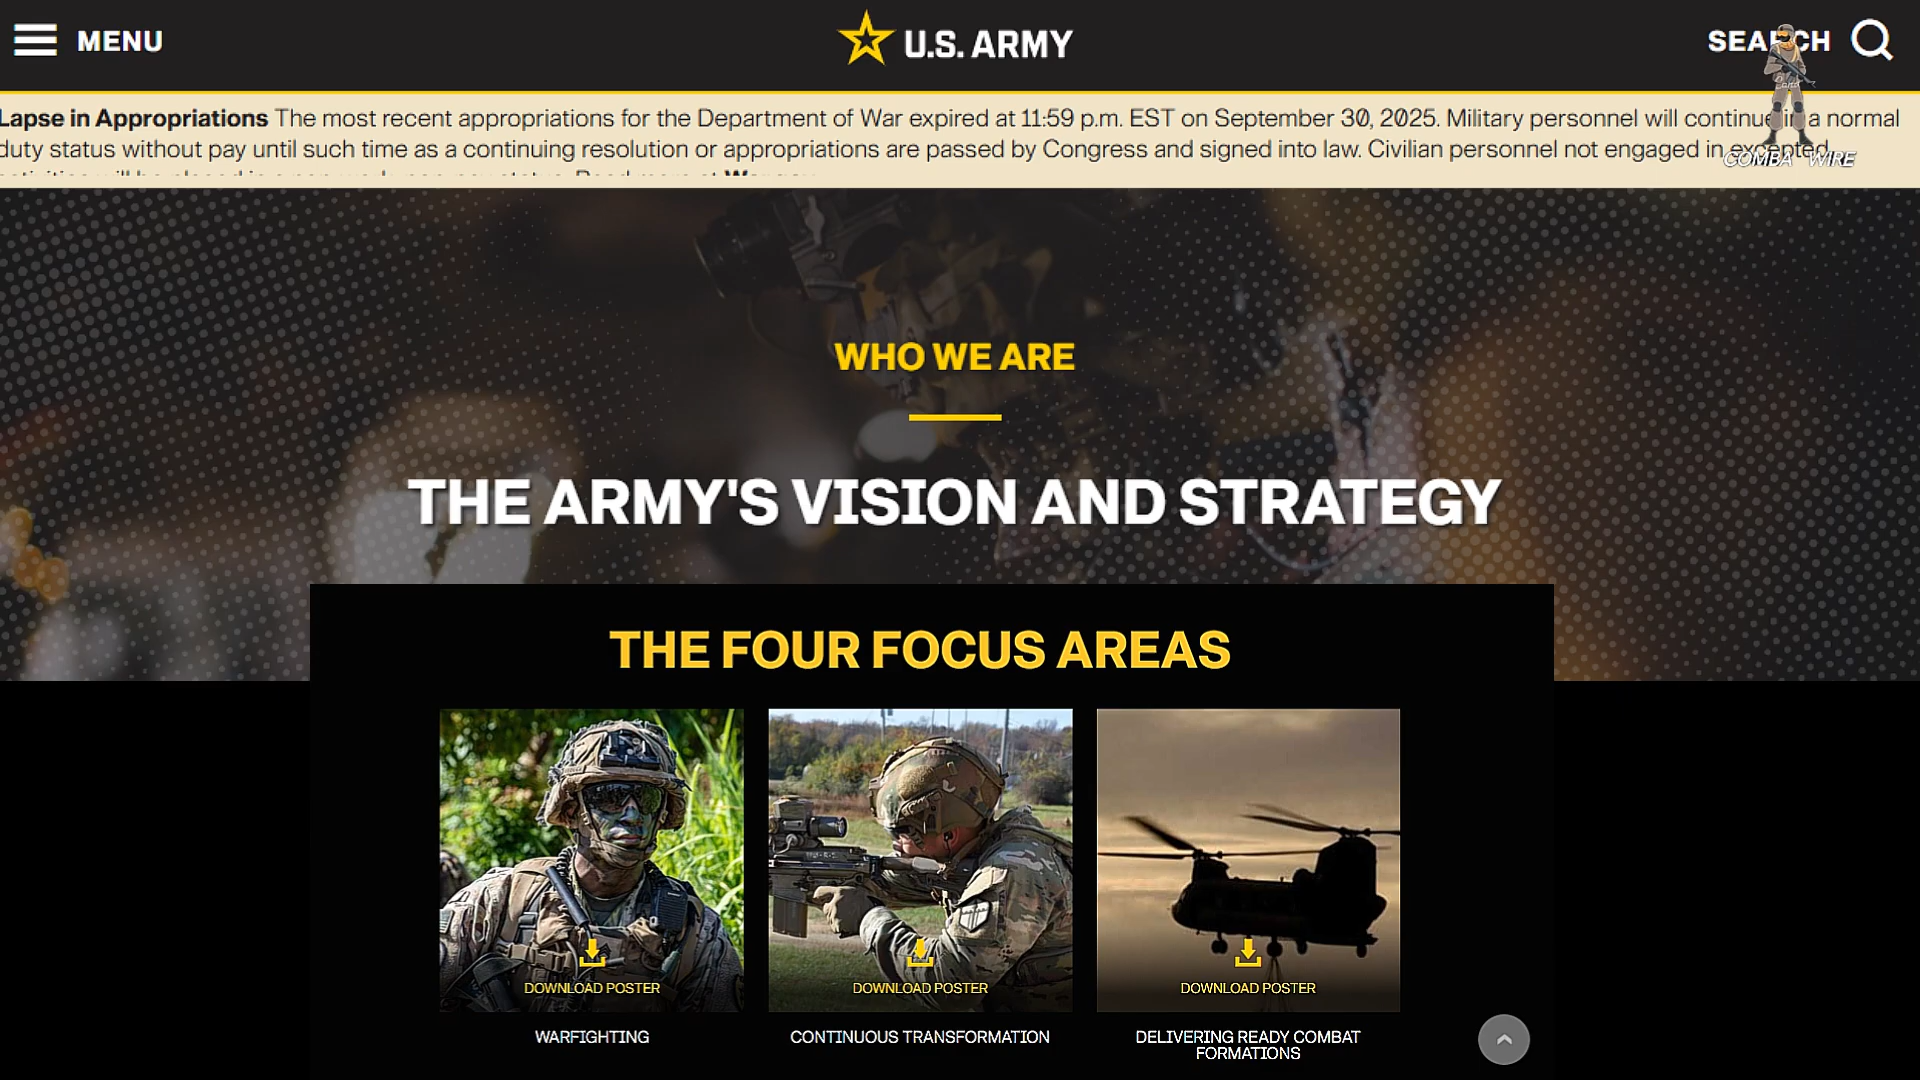 MENU
U.S. ARMY
SEARCH
Lapse in Appropriations The most recent appropriations for the Department of War expired at 11:59 p.m. EST on September 30, 2025. Military personnel will continue in a normal
duty status without pay until such time as a continuing resolution or appropriations are passed by Congress and signed into law. Civilian personnel not engaged in excepted
COMBA WIRE
WHO WE ARE
THE ARMY'S VISION AND STRATEGY
THE FOUR FOCUS AREAS
DOWNLOAD POSTER
DOWNLOAD POSTER
DOWNLOAD POSTER
WARFIGHTING
CONTINUOUS TRANSFORMATION
DELIVERING READY COMBAT
FORMATIONS